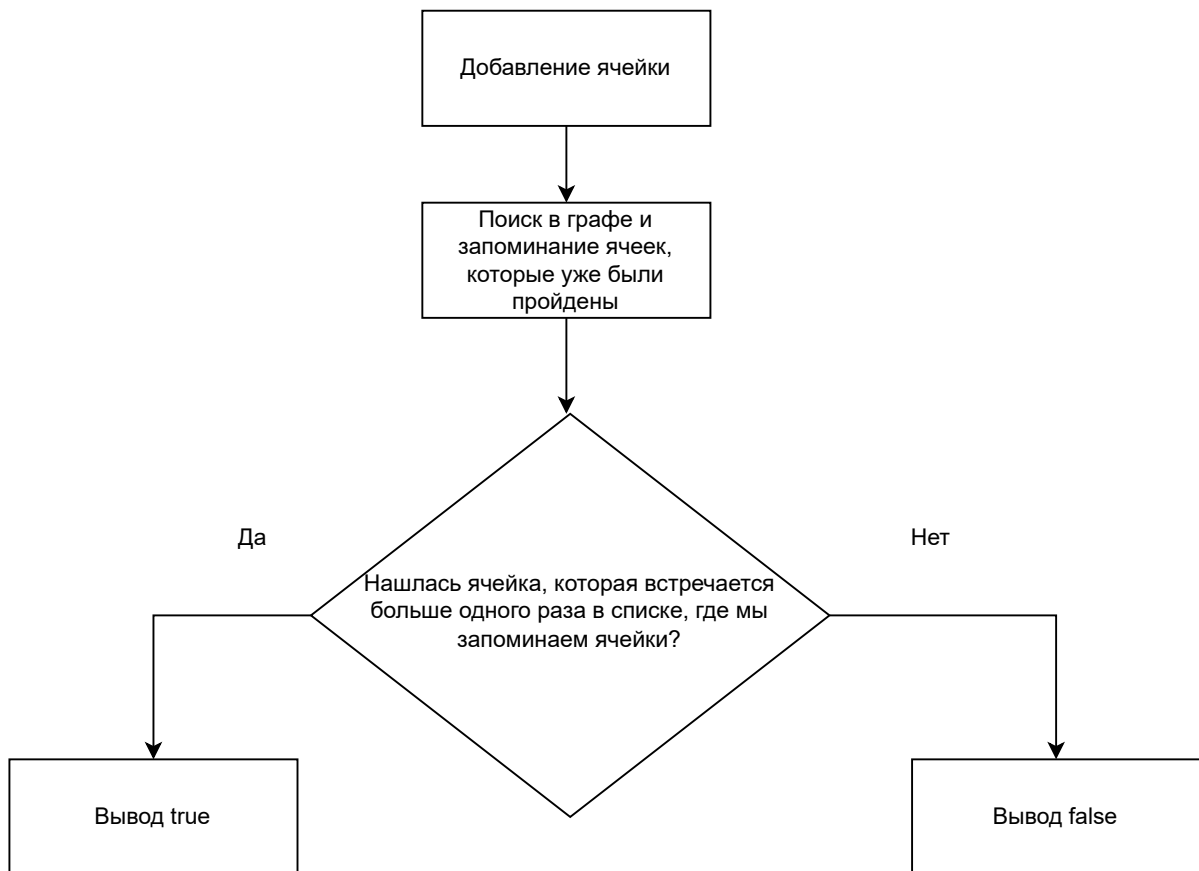 Добавление ячейки
Поиск в графе и
запоминание ячеек,
которые уже были
пройдены
Да
Нет
Нашлась ячейка, которая встречается
больше одного раза в списке, где мы
запоминаем ячейки?
Вывод true
Вывод false